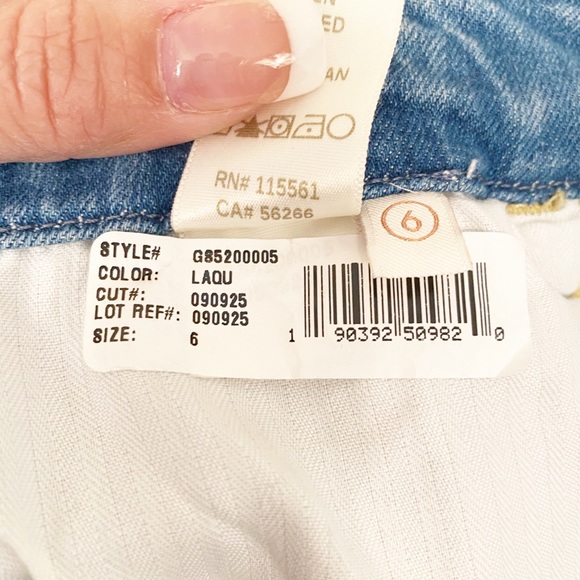 ED
AN
RN# 115561
CA# 56266
6
STYLE# G85200005
COLOR: LAQU
CUT#: 090925
LOT REF#: 090925
SIZE: 6
1 90392 50982 0